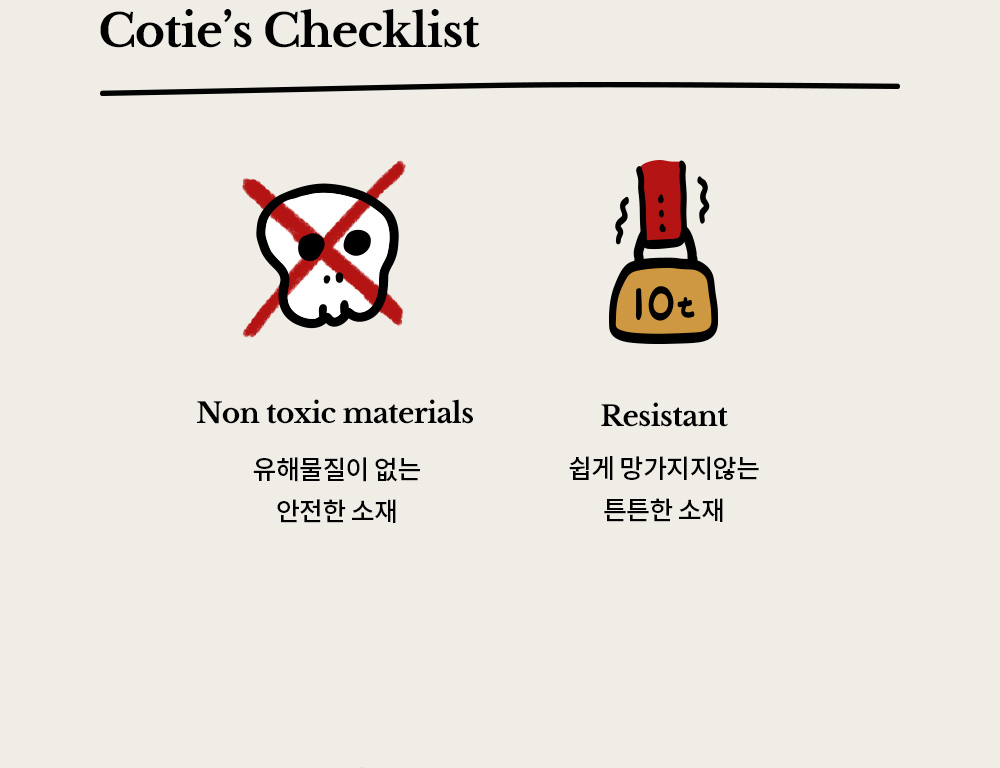 Cotie’s Checklist
10t
Non toxic materials
유해물질이 없는
안전한 소재
Resistant
쉽게 망가지지않는
튼튼한 소재